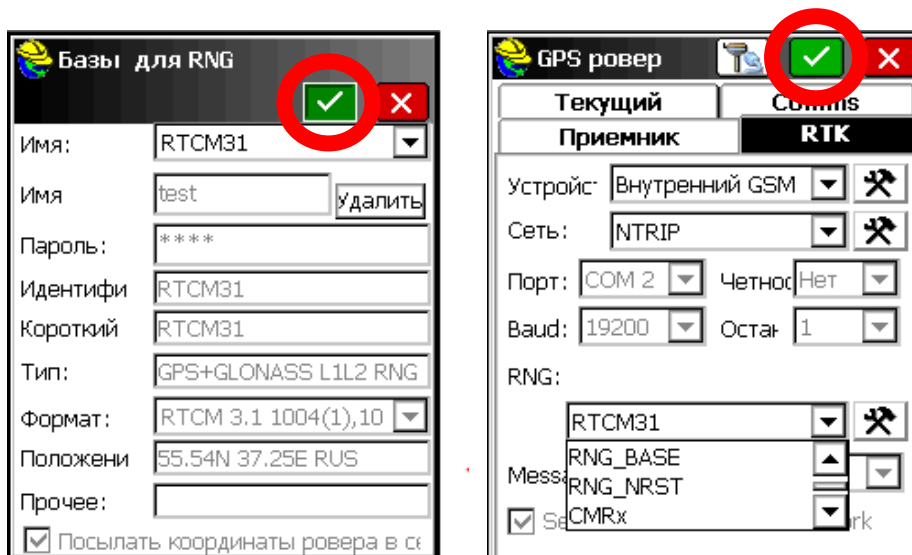 Базы для RNG
Имя: RTCM31
Имя test Удалить
Пароль: ****
Идентифи RTCM31
Короткий RTCM31
Тип: GPS+GLONASS L1L2 RNG
Формат: RTCM 3.1 1004(1),10
Положени 55.54N 37.25E RUS
Прочее:
Посылать координаты ровера в се
GPS ровер
Текущий Comms
Приемник RTK
Устройст Внутренний GSM
Сеть: NTRIP
Порт: COM 2 Четнос Нет
Baud: 19200 Остан 1
RNG:
RTCM31
RNG_BASE
Messa
RNG_NRST
Se CMRx rk